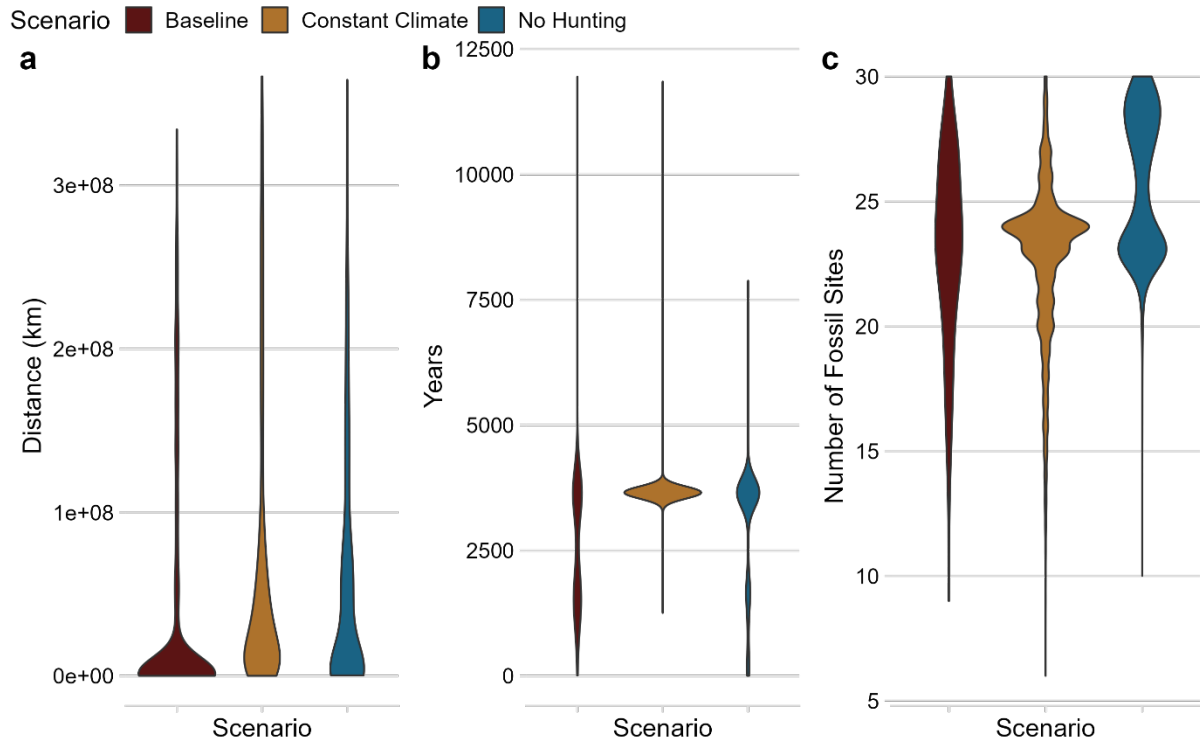 Scenario Baseline Constant Climate No Hunting
a
3e+08
2e+08
1e+08
0e+00
Distance (km)
Scenario
b
12500
10000
7500
5000
2500
0
Years
Scenario
c
30
25
20
15
10
5
Number of Fossil Sites
Scenario